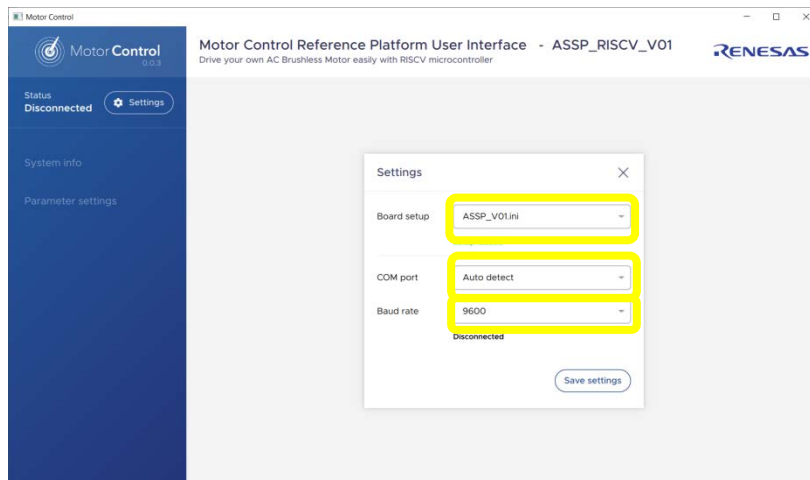 Motor Control
Motor Control
0.0.3
Motor Control Reference Platform User Interface - ASSP_RISCV_V01
Drive your own AC Brushless Motor easily with RISCV microcontroller
RENESAS
Status
Disconnected
Settings
System info
Parameter settings
Settings
Board setup
ASSP_V01.ini
COM port
Auto detect
Baud rate
9600
Disconnected
Save settings